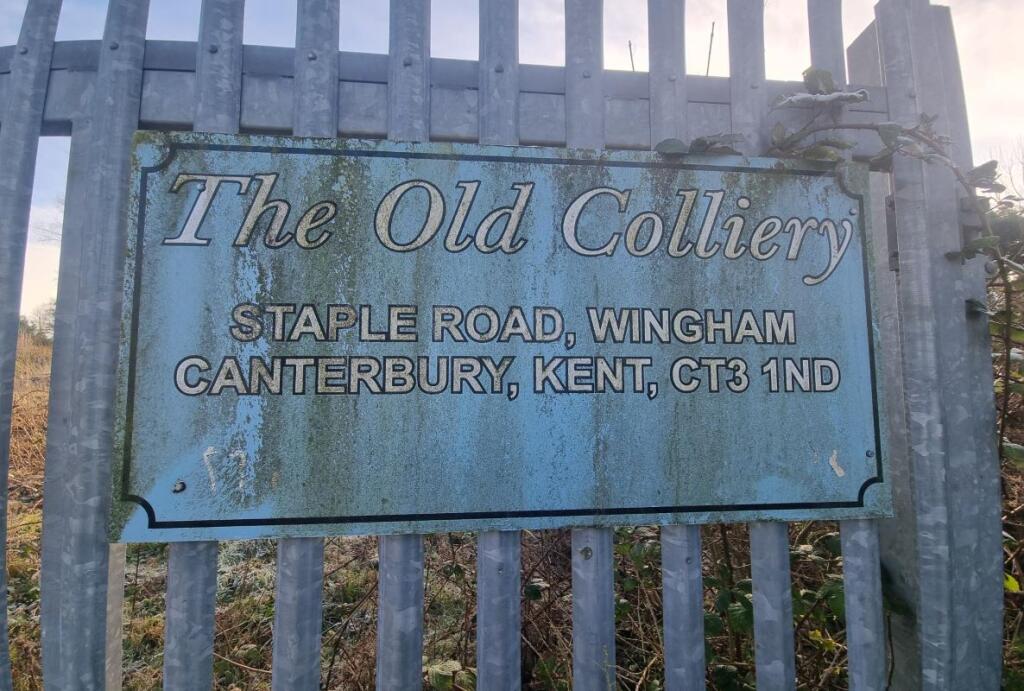 The Old Colliery
STAPLE ROAD, WINGHAM
CANTERBURY, KENT, CT3 1ND